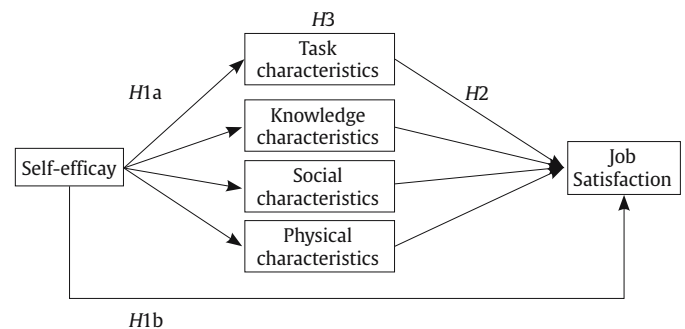 H3
Task
characteristics
H1a
H2
Knowledge
characteristics
Self-efficay
Job
Satisfaction
Social
characteristics
Physical
characteristics
H1b